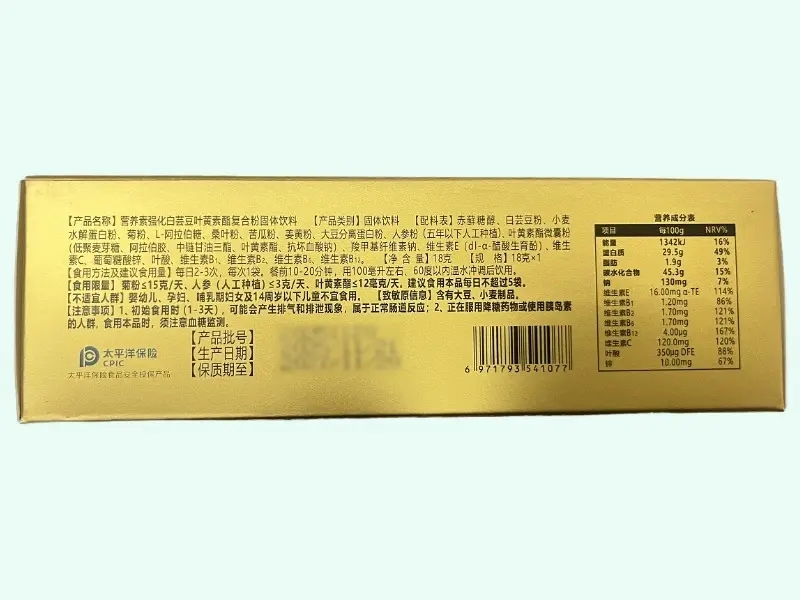 【产品名称】营养素强化白芸豆叶黄素酯复合粉固体饮料 【产品类别】固体饮料 【配料表】赤藓糖醇、白芸豆粉、小麦
水解蛋白粉、菊粉、L-阿拉伯糖、桑叶粉、苦瓜粉、姜黄粉、大豆分离蛋白粉、人参粉（五年以下人工种植）、叶黄素酯微囊粉
（低聚麦芽糖、阿拉伯胶、中链甘油三酯、叶黄素酯、抗坏血酸钠）、羧甲基纤维素钠、维生素E（dl-α-醋酸生育酚）、维生
素C、葡萄糖酸锌、叶酸、维生素B₁、维生素B₂、维生素B₆、维生素B₁₂。 【净 含 量】18克 【规 格】18克×1
【食用方法及建议食用量】每日2-3次，每次1袋，餐前10-20分钟，用100毫升左右，60度以内温水冲调后饮用。
【食用限量】菊粉≤15克/天、人参（人工种植）≤3克/天、叶黄素酯≤12毫克/天，建议食用本品每日不超过5袋。
【不适宜人群】婴幼儿、孕妇、哺乳期妇女及14周岁以下儿童不宜食用。 【致敏原信息】含有大豆、小麦制品。
【注意事项】1、初始食用时（1-3天），可能会产生排气和排泄现象，属于正常肠道反应；2、正在服用降糖药物或使用胰岛素
的人群，食用本品时，须注意血糖监测。
【产品批号】
【生产日期】
【保质期至】
太平洋保险
CPIC
太平洋保险食品安全投保产品
6 971793 541077
营养成分表
项目 每100g NRV%
能量 1342kJ 16%
蛋白质 29.5g 49%
脂肪 1.9g 3%
碳水化合物 45.3g 15%
钠 130mg 7%
维生素E 16.00mg α-TE 114%
维生素B₁ 1.20mg 86%
维生素B₂ 1.70mg 121%
维生素B₆ 1.70mg 121%
维生素B₁₂ 4.00μg 167%
维生素C 120.0mg 120%
叶酸 350μg DFE 88%
锌 10.00mg 67%